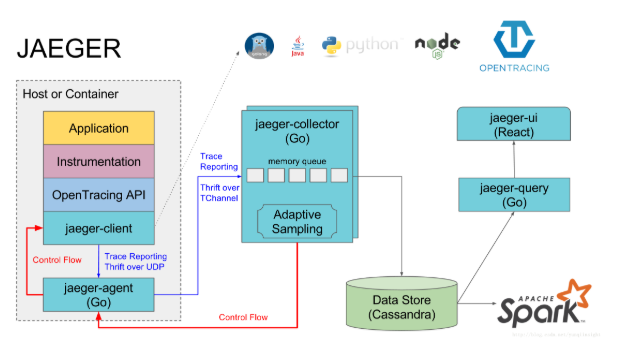 JAEGER
Java
python
node
JS
OPENTRACING
Host or Container
Application
Instrumentation
OpenTracing API
jaeger-client
Control Flow
Trace Reporting
Thrift over UDP
jaeger-agent
(Go)
Trace
Reporting
Thrift over
TChannel
jaeger-collector
(Go)
memory queue
Adaptive
Sampling
Control Flow
Data Store
(Cassandra)
jaeger-ui
(React)
jaeger-query
(Go)
APACHE
Spark